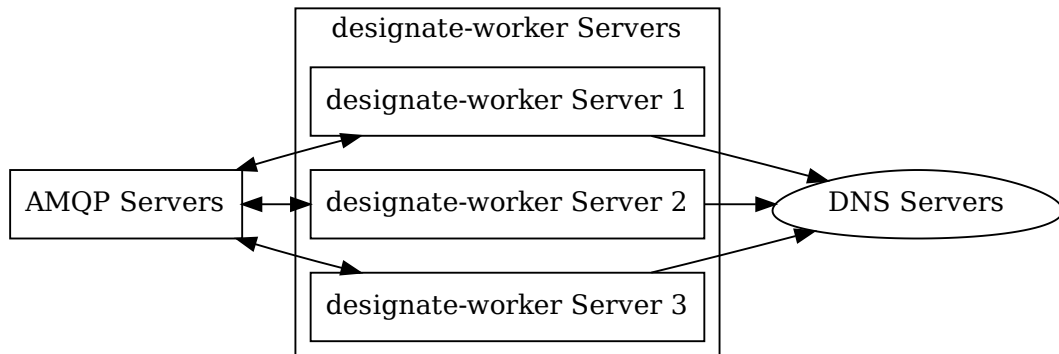 designate-worker Servers
designate-worker Server 1
AMQP Servers
designate-worker Server 2
DNS Servers
designate-worker Server 3